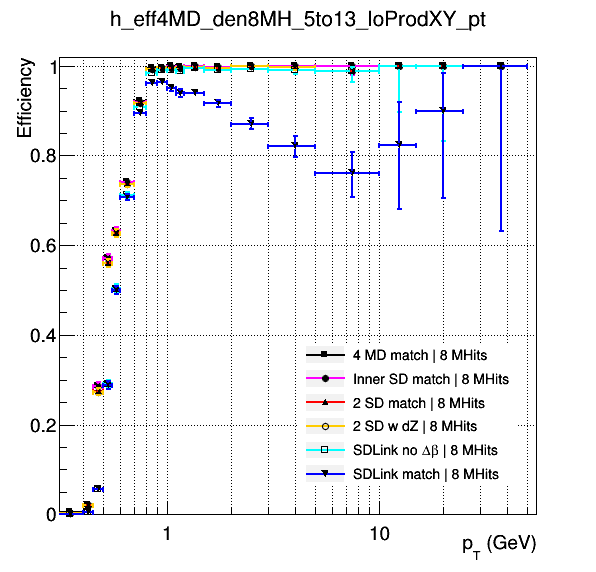 h_eff4MD_den8MH_5to13_loProdXY_pt
Efficiency
1
0.8
0.6
0.4
0.2
0
4 MD match | 8 MHits
Inner SD match | 8 MHits
2 SD match | 8 MHits
2 SD w dZ | 8 MHits
SDLink no Δβ | 8 MHits
SDLink match | 8 MHits
1 10
p_T (GeV)